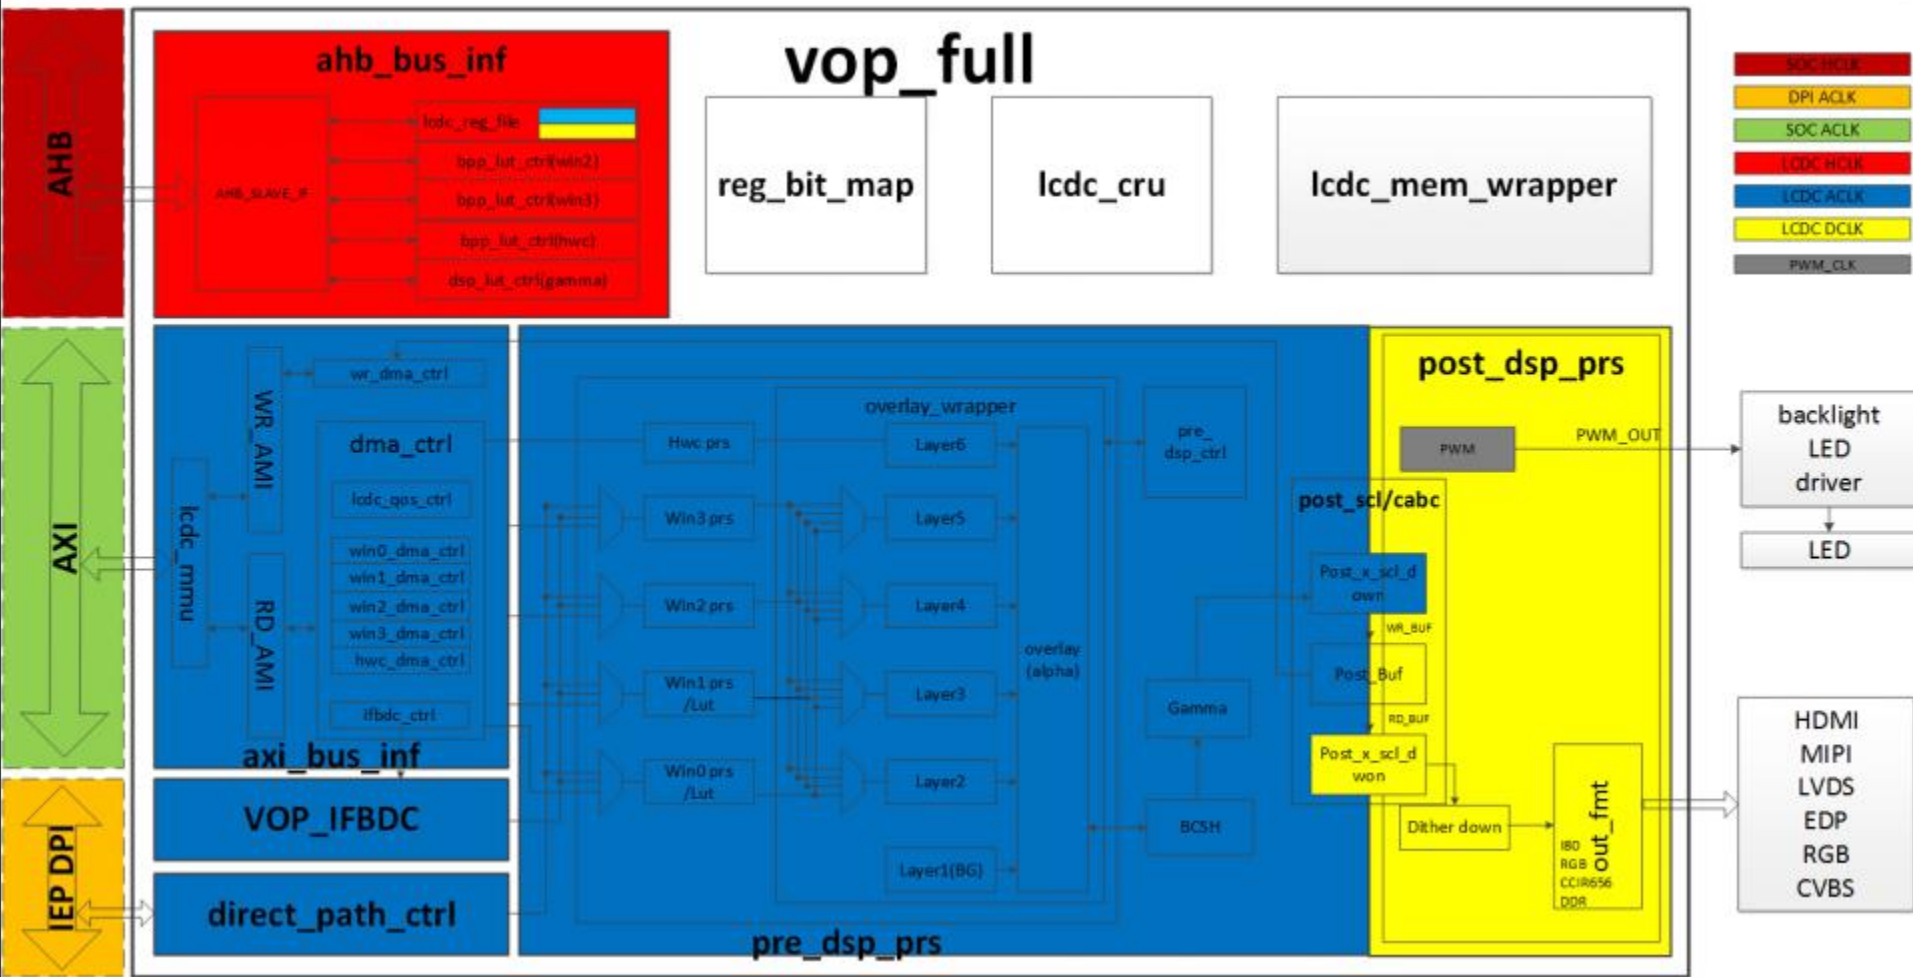 vop_full
ahb_bus_inf
AHB
AHB_SLAVE_IF
lcdc_reg_file
bpp_lut_ctrl(win2)
bpp_lut_ctrl(win3)
bpp_lut_ctrl(hwc)
dsp_lut_ctrl(gamma)
reg_bit_map
lcdc_cru
lcdc_mem_wrapper
SOC HCLK
DPI ACLK
SOC ACLK
LCDC HCLK
LCDC ACLK
LCDC DCLK
PWM_CLK
AXI
lcdc_mmu
WR_AMI
RD_AMI
wr_dma_ctrl
dma_ctrl
lcdc_qos_ctrl
win0_dma_ctrl
win1_dma_ctrl
win2_dma_ctrl
win3_dma_ctrl
hwc_dma_ctrl
ifbdc_ctrl
axi_bus_inf
VOP_IFBDC
IEP DPI
direct_path_ctrl
Hwc prs
Win3 prs
Win2 prs
Win1 prs
/Lut
Win0 prs
/Lut
overlay_wrapper
Layer6
Layer5
Layer4
Layer3
Layer2
Layer1(BG)
overlay
(alpha)
pre_
dsp_ctrl
Gamma
BCSH
pre_dsp_prs
post_dsp_prs
PWM
PWM_OUT
post_scl/cabc
Post_x_scl_d
own
WR_BUF
Post_Buf
RD_BUF
Post_x_scl_d
won
Dither down
out_fmt
I80
RGB
CCIR656
DDR
backlight
LED
driver
LED
HDMI
MIPI
LVDS
EDP
RGB
CVBS